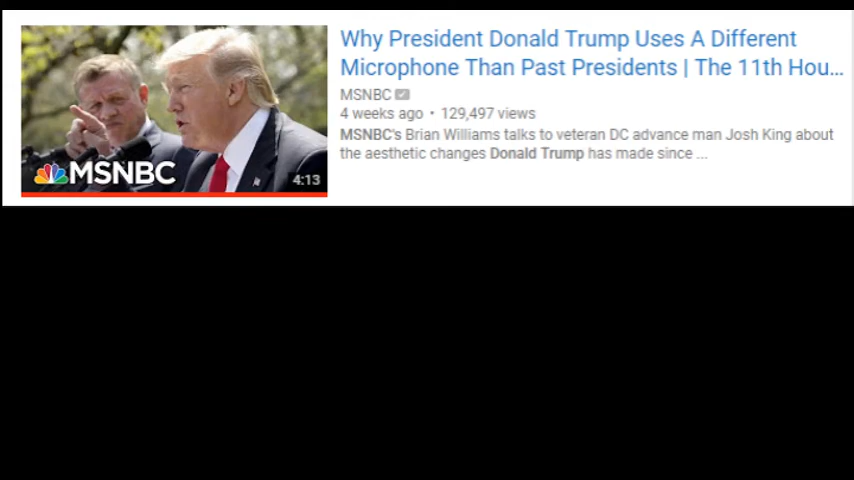 Why President Donald Trump Uses A Different
Microphone Than Past Presidents | The 11th Hou...
MSNBC
4 weeks ago • 129,497 views
MSNBC's Brian Williams talks to veteran DC advance man Josh King about
the aesthetic changes Donald Trump has made since ...
MSNBC
4:13